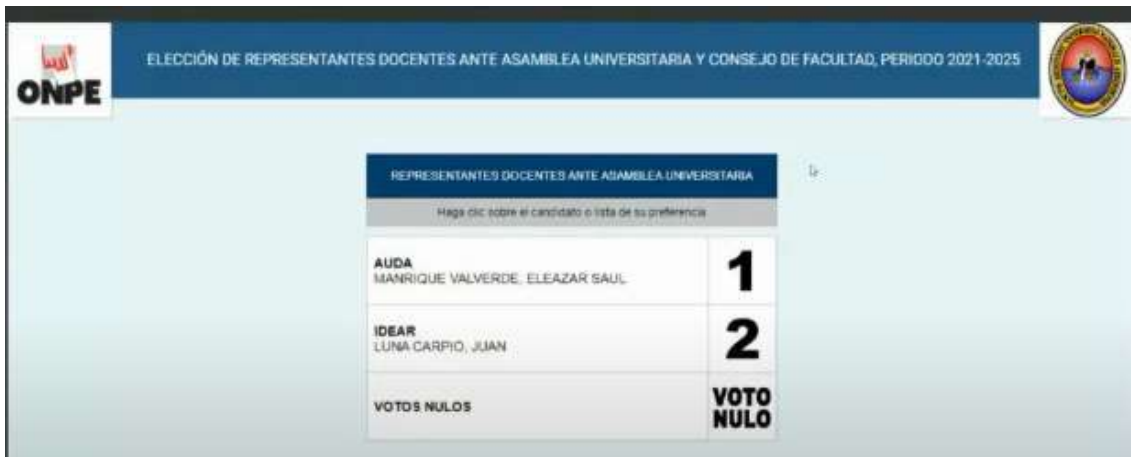 ONPE
ELECCIÓN DE REPRESENTANTES DOCENTES ANTE ASAMBLEA UNIVERSITARIA Y CONSEJO DE FACULTAD, PERIODO 2021-2025
REPRESENTANTES DOCENTES ANTE ASAMBLEA UNIVERSITARIA
Haga clic sobre el candidato o lista de su preferencia
AUDA
MANRIQUE VALVERDE, ELEAZAR SAUL
1
IDEAR
LUNA CARPIO, JUAN
2
VOTOS NULOS
VOTO
NULO